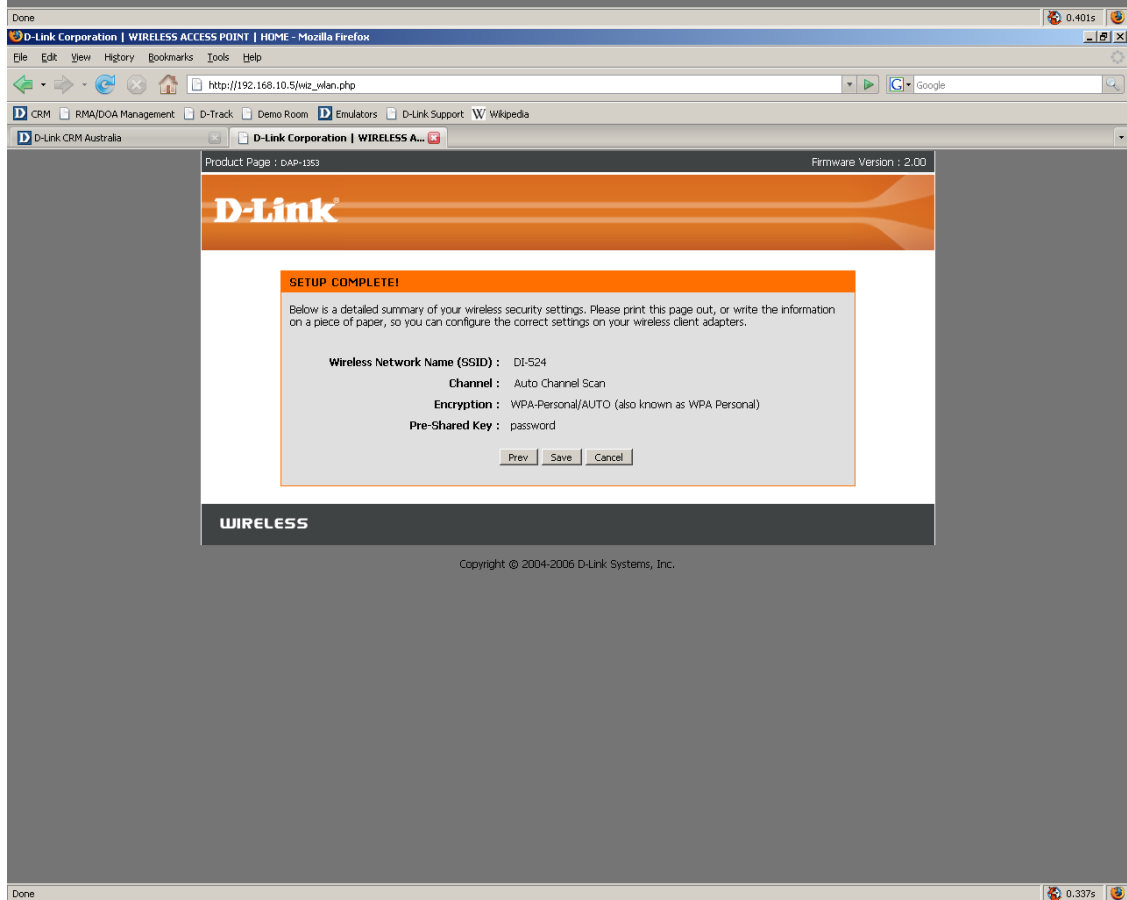 Done 0.401s
D-Link Corporation | WIRELESS ACCESS POINT | HOME - Mozilla Firefox
File Edit View History Bookmarks Tools Help
http://192.168.10.5/wiz_wlan.php G Google
D CRM RMA/DOA Management D-Track Demo Room D Emulators D-Link Support W Wikipedia
D D-Link CRM Australia D-Link Corporation | WIRELESS A...
Product Page : DAP-1353 Firmware Version : 2.00
D-Link®
SETUP COMPLETE!
Below is a detailed summary of your wireless security settings. Please print this page out, or write the information
on a piece of paper, so you can configure the correct settings on your wireless client adapters.
Wireless Network Name (SSID) : DI-524
Channel : Auto Channel Scan
Encryption : WPA-Personal/AUTO (also known as WPA Personal)
Pre-Shared Key : password
Prev Save Cancel
WIRELESS
Copyright © 2004-2006 D-Link Systems, Inc.
Done 0.337s